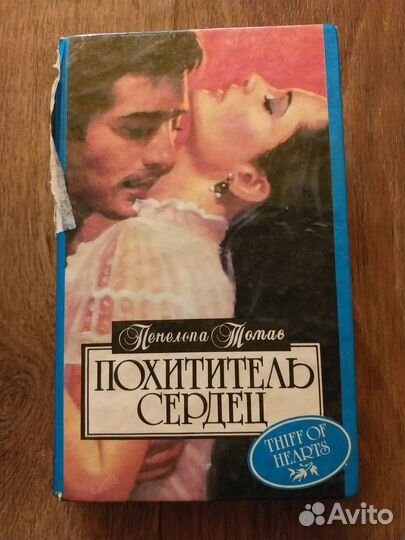 Пенелопа Томас
ПОХИТИТЕЛЬ
СЕРДЕЦ
THIEF OF
HEARTS
Avito